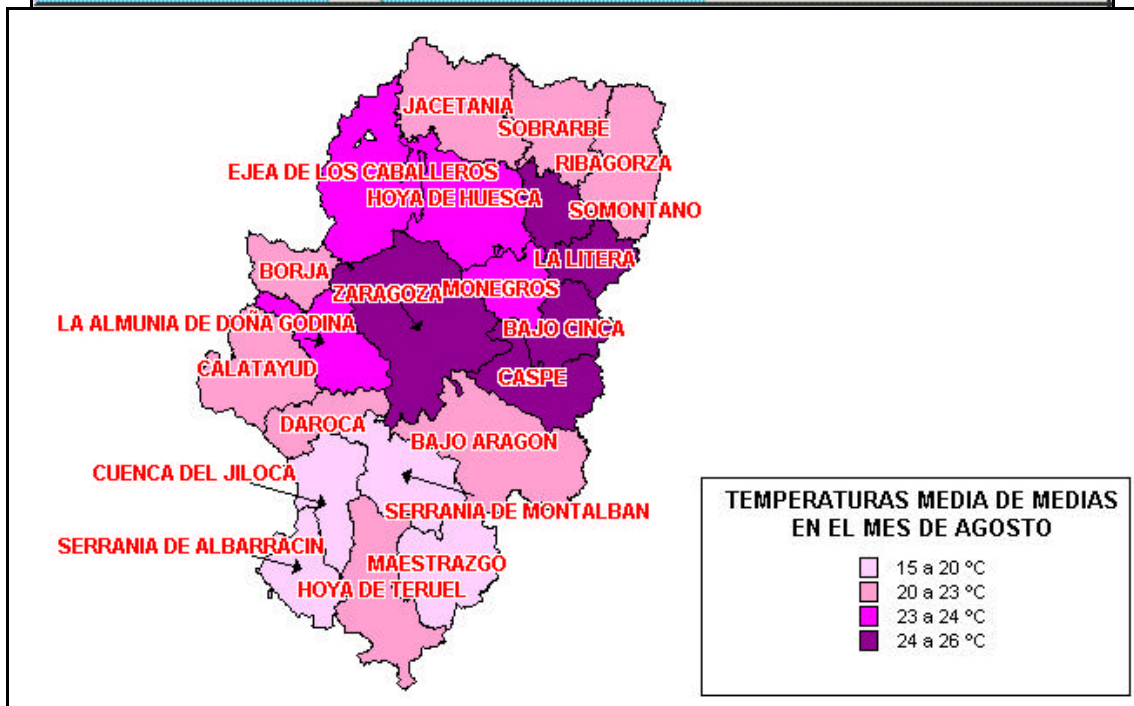 JACETANIA
SOBRARBE
EJEA DE LOS CABALLEROS
RIBAGORZA
HOYA DE HUESCA
SOMONTANO
BORJA
LA LITERA
ZARAGOZA
MONEGROS
LA ALMUNIA DE DOÑA GODINA
BAJO CINCA
CALATAYUD
CASPE
DAROCA
BAJO ARAGON
CUENCA DEL JILOCA
SERRANIA DE MONTALBAN
SERRANIA DE ALBARRACIN
MAESTRAZGO
HOYA DE TERUEL
TEMPERATURAS MEDIA DE MEDIAS
EN EL MES DE AGOSTO
15 a 20 ºC
20 a 23 ºC
23 a 24 ºC
24 a 26 ºC